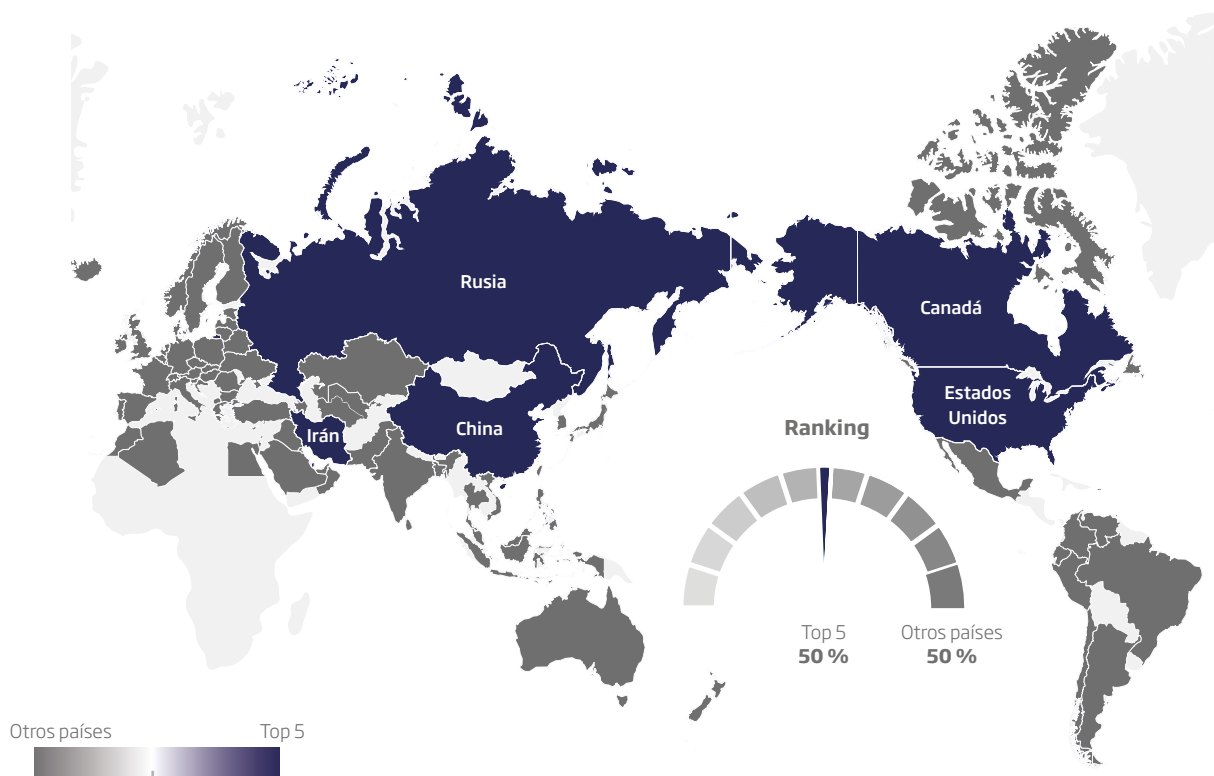 Rusia
Canadá
Estados
Unidos
Irán
China
Ranking
Top 5
50 %
Otros países
50 %
Otros países
Top 5